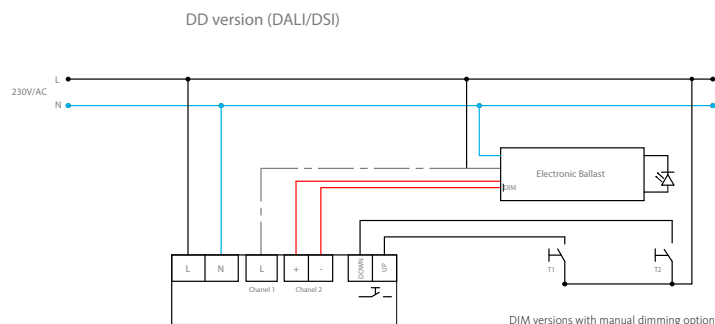 DD version (DALI/DSI)
L
230V/AC
N
Electronic Ballast
DIM
L N L + - DOWN UP
Chanel 1 Chanel 2
T1 T2
DIM versions with manual dimming option